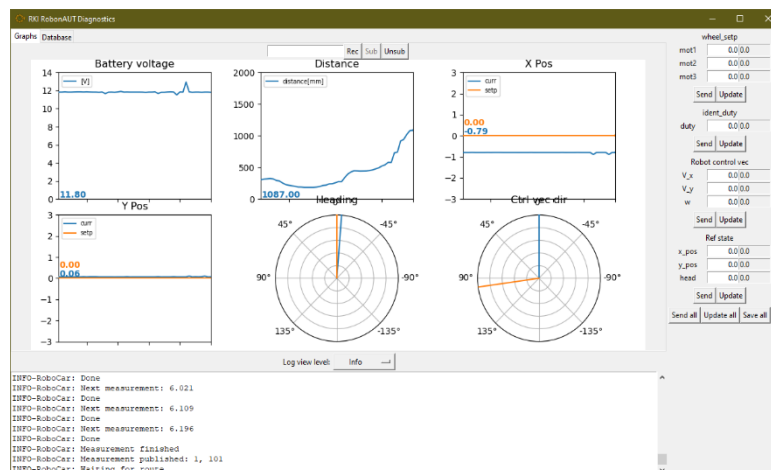 RKI RobonAUT Diagnostics
Graphs Database
Rec Sub Unsub
Battery voltage
14
12
10
8
6
4
2
0
[V]
11.80
Distance
2000
1500
1000
500
0
distance[mm]
1087.00
X Pos
3
2
1
0
−1
−2
−3
curr
setp
0.00
-0.79
Y Pos
3
2
1
0
−1
−2
−3
curr
setp
0.00
0.06
Heading
0°
45°
-45°
90°
-90°
135°
-135°
Ctrl vec dir
0°
45°
-45°
90°
-90°
135°
-135°
wheel_setp
mot1 0.0 0.0
mot2 0.0 0.0
mot3 0.0 0.0
Send Update
ident_duty
duty 0.0 0.0
Send Update
Robot control vec
V_x 0.0 0.0
V_y 0.0 0.0
w 0.0 0.0
Send Update
Ref state
x_pos 0.0 0.0
y_pos 0.0 0.0
head 0.0 0.0
Send Update
Send all Update all Save all
Log view level: Info
INFO-RoboCar: Done
INFO-RoboCar: Next measurement: 6.021
INFO-RoboCar: Done
INFO-RoboCar: Next measurement: 6.109
INFO-RoboCar: Done
INFO-RoboCar: Next measurement: 6.196
INFO-RoboCar: Done
INFO-RoboCar: Measurement finished
INFO-RoboCar: Measurement published: 1, 101
INFO-RoboCar: Waiting for route